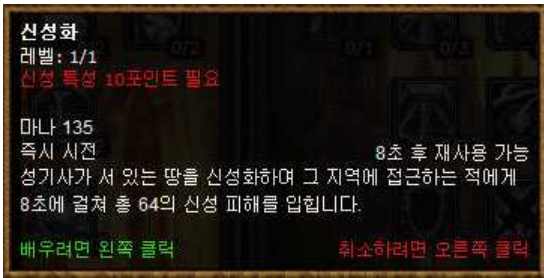 신성화
레벨: 1/1
신성 특성 10포인트 필요
마나 135
즉시 시전 8초 후 재사용 가능
성기사가 서 있는 땅을 신성화하여 그 지역에 접근하는 적에게
8초에 걸쳐 총 64의 신성 피해를 입힙니다.
배우려면 왼쪽 클릭 취소하려면 오른쪽 클릭